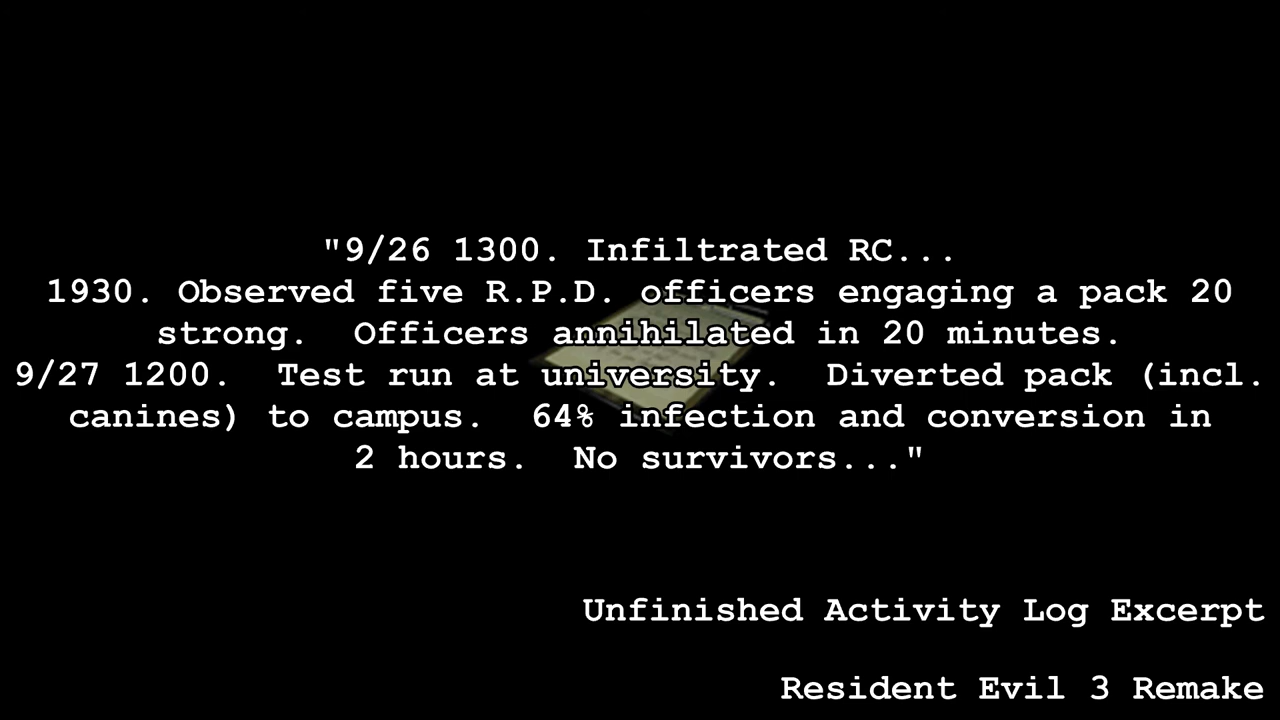 "9/26 1300. Infiltrated RC...
1930. Observed five R.P.D. officers engaging a pack 20
strong. Officers annihilated in 20 minutes.
9/27 1200. Test run at university. Diverted pack (incl.
canines) to campus. 64% infection and conversion in
2 hours. No survivors..."
Unfinished Activity Log Excerpt
Resident Evil 3 Remake